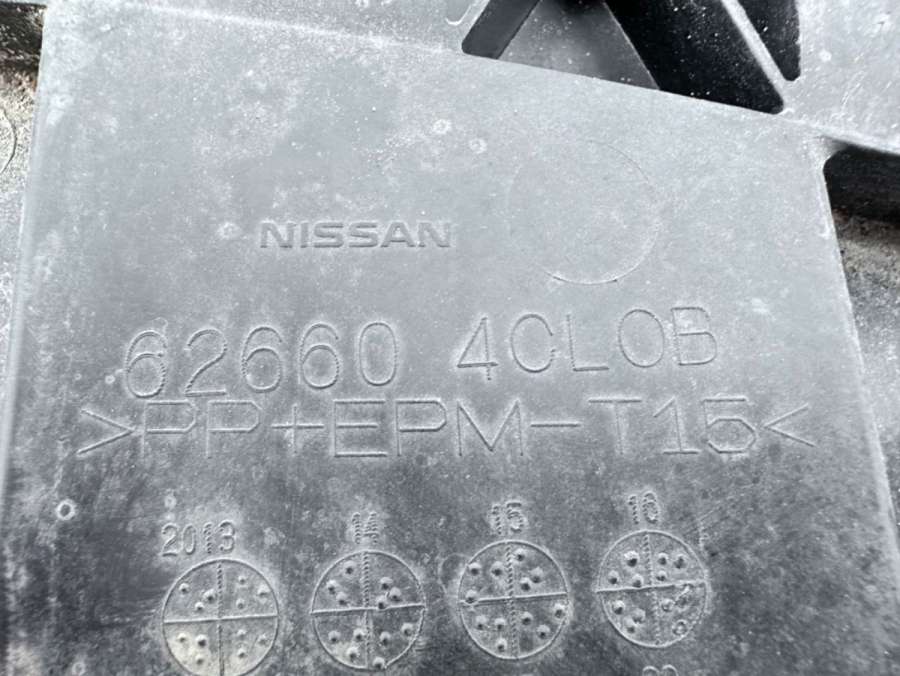 NISSAN
62660 4CL0B
>PP+EPM-T15<
2013 14 15 16